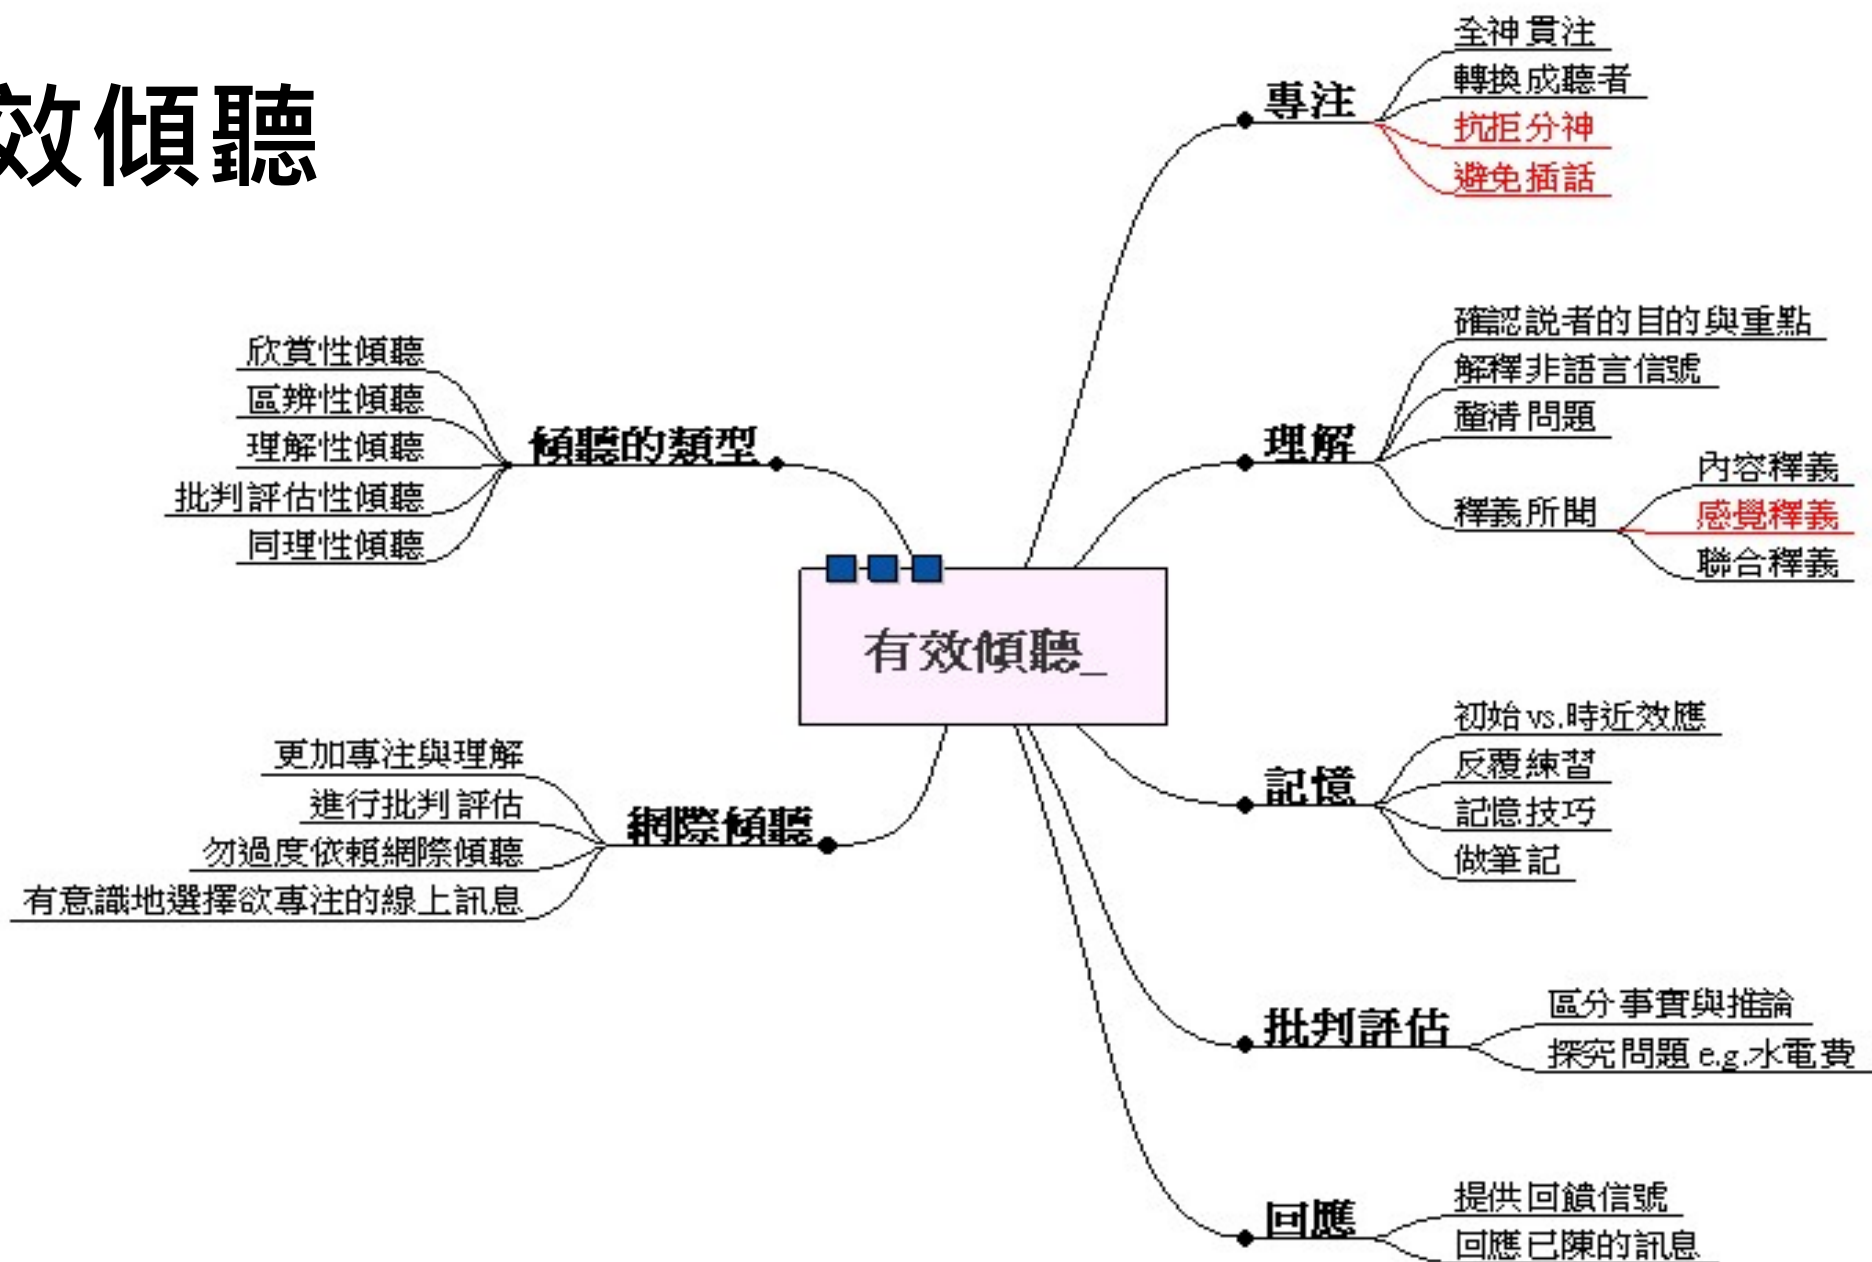 效傾聽
有效傾聽_
專注
全神貫注
轉換成聽者
抗拒分神
避免插話
理解
確認說者的目的與重點
解釋非語言信號
釐清問題
釋義所聞
內容釋義
感覺釋義
聯合釋義
記憶
初始 vs.時近效應
反覆練習
記憶技巧
做筆記
批判評估
區分事實與推論
探究問題 e.g.水電費
回應
提供回饋信號
回應已陳的訊息
傾聽的類型
欣賞性傾聽
區辨性傾聽
理解性傾聽
批判評估性傾聽
同理性傾聽
網際傾聽
更加專注與理解
進行批判評估
勿過度依賴網際傾聽
有意識地選擇欲專注的線上訊息